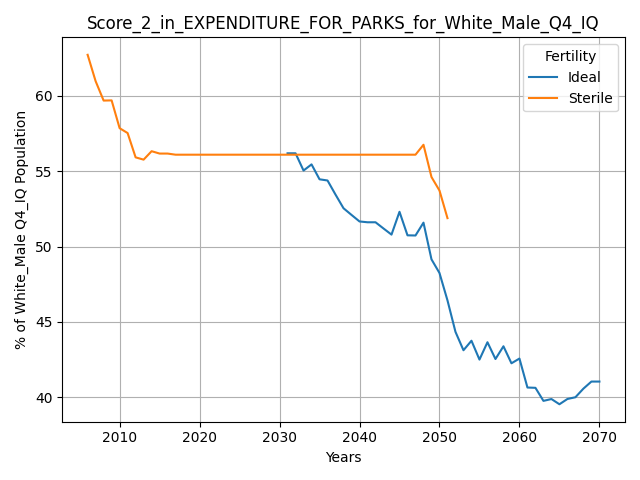 Score_2_in_EXPENDITURE_FOR_PARKS_for_White_Male_Q4_IQ
Fertility
Ideal
Sterile
% of White_Male Q4_IQ Population
60
55
50
45
40
2010 2020 2030 2040 2050 2060 2070
Years